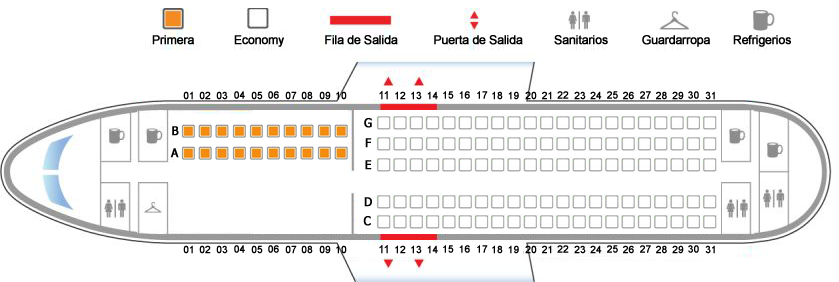 Primera Economy Fila de Salida Puerta de Salida Sanitarios Guardarropa Refrigerios
01 02 03 04 05 06 07 08 09 10 11 12 13 14 15 16 17 18 19 20 21 22 23 24 25 26 27 28 29 30 31
G
B
F
A
E
D
C
01 02 03 04 05 06 07 08 09 10 11 12 13 14 15 16 17 18 19 20 21 22 23 24 25 26 27 28 29 30 31